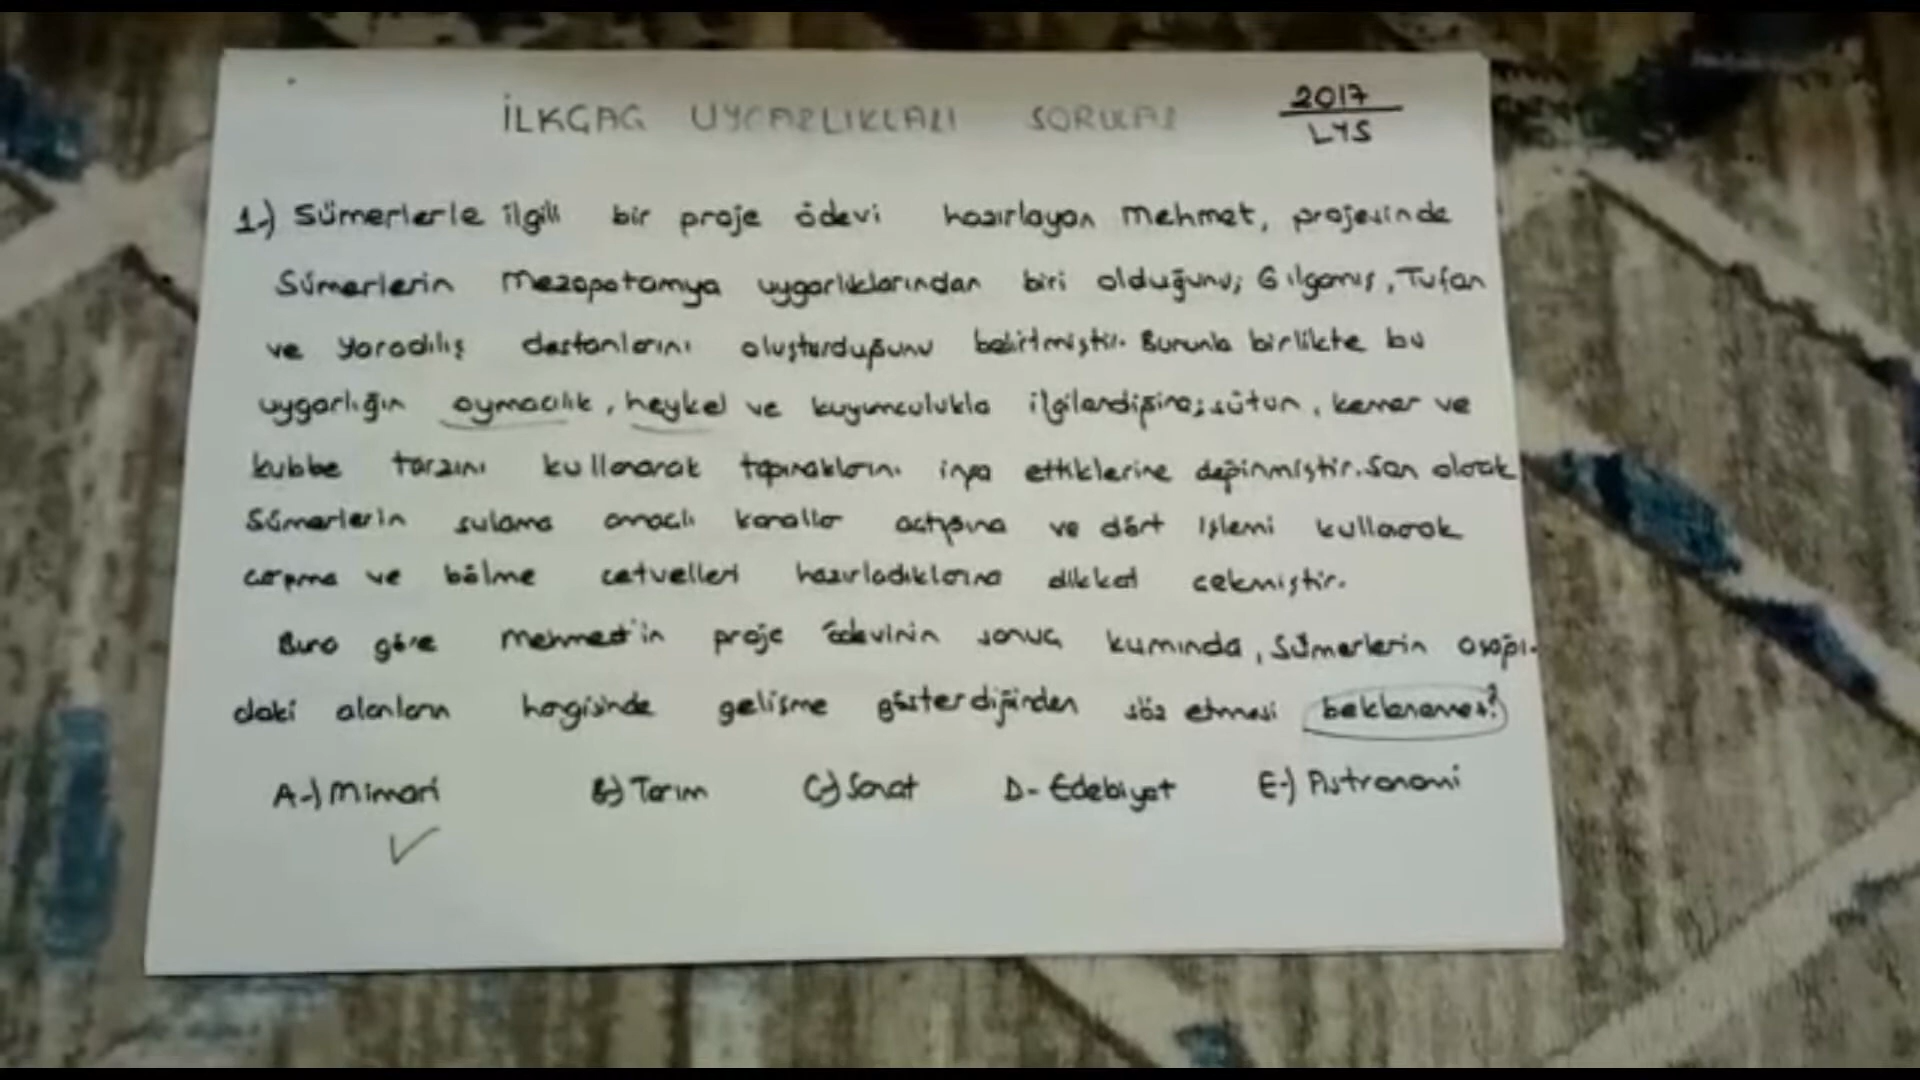 İLKÇAĞ UYGARLIKLARI SORULAR
2017
LYS
1-) Sümerlerle ilgili bir proje ödevi hazırlayan Mehmet, projesinde
Sümerlerin Mezopotamya uygarlıklarından biri olduğunu; Gılgamış, Tufan
ve Yaradılış destanlarını oluşturduğunu belirtmiştir. Bununla birlikte bu
uygarlığın oymacılık, heykel ve kuyumculukla ilgilendiğine; sütun, kemer ve
kubbe tarzını kullanarak tapınaklarını inşa ettiklerine değinmiştir. Son olarak
Sümerlerin sulama amaçlı kanallar açtığına ve dört işlemi kullarak
çarpma ve bölme cetvelleri hazırladıklarına dikkat çekmiştir.
Buna göre Mehmet'in proje ödevinin sonuç kumında, Sümerlerin aşağı-
daki alanların hangisinde gelişme gösterdiğinden söz etmesi beklenemez?
A-) Mimari B-) Tarım C-) Sanat D- Edebiyat E-) Astronomi